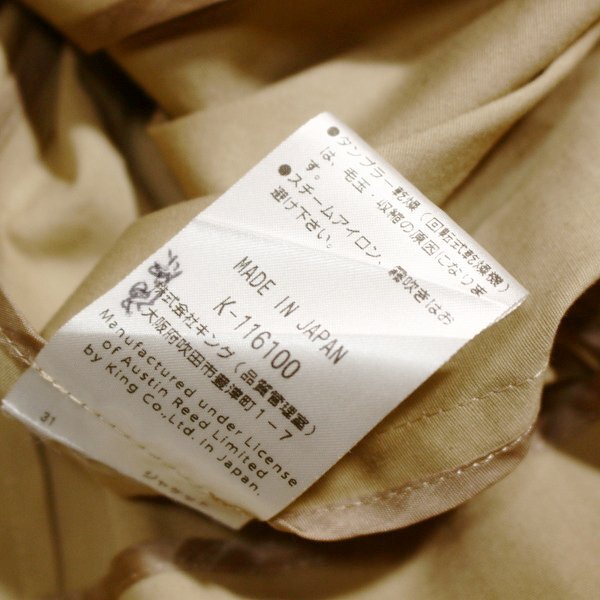 ●タンブラー乾燥(回転式乾燥機)
は、毛玉・収縮の原因になりま
す。
●スチームアイロン、霧吹きはお
避け下さい。
MADE IN JAPAN
K-116100
株式会社キング(品質管理室)
大阪府吹田市豊津町1-7
Manufactured under License
of Austin Reed Limited
by King Co.,Ltd. in Japan.
31